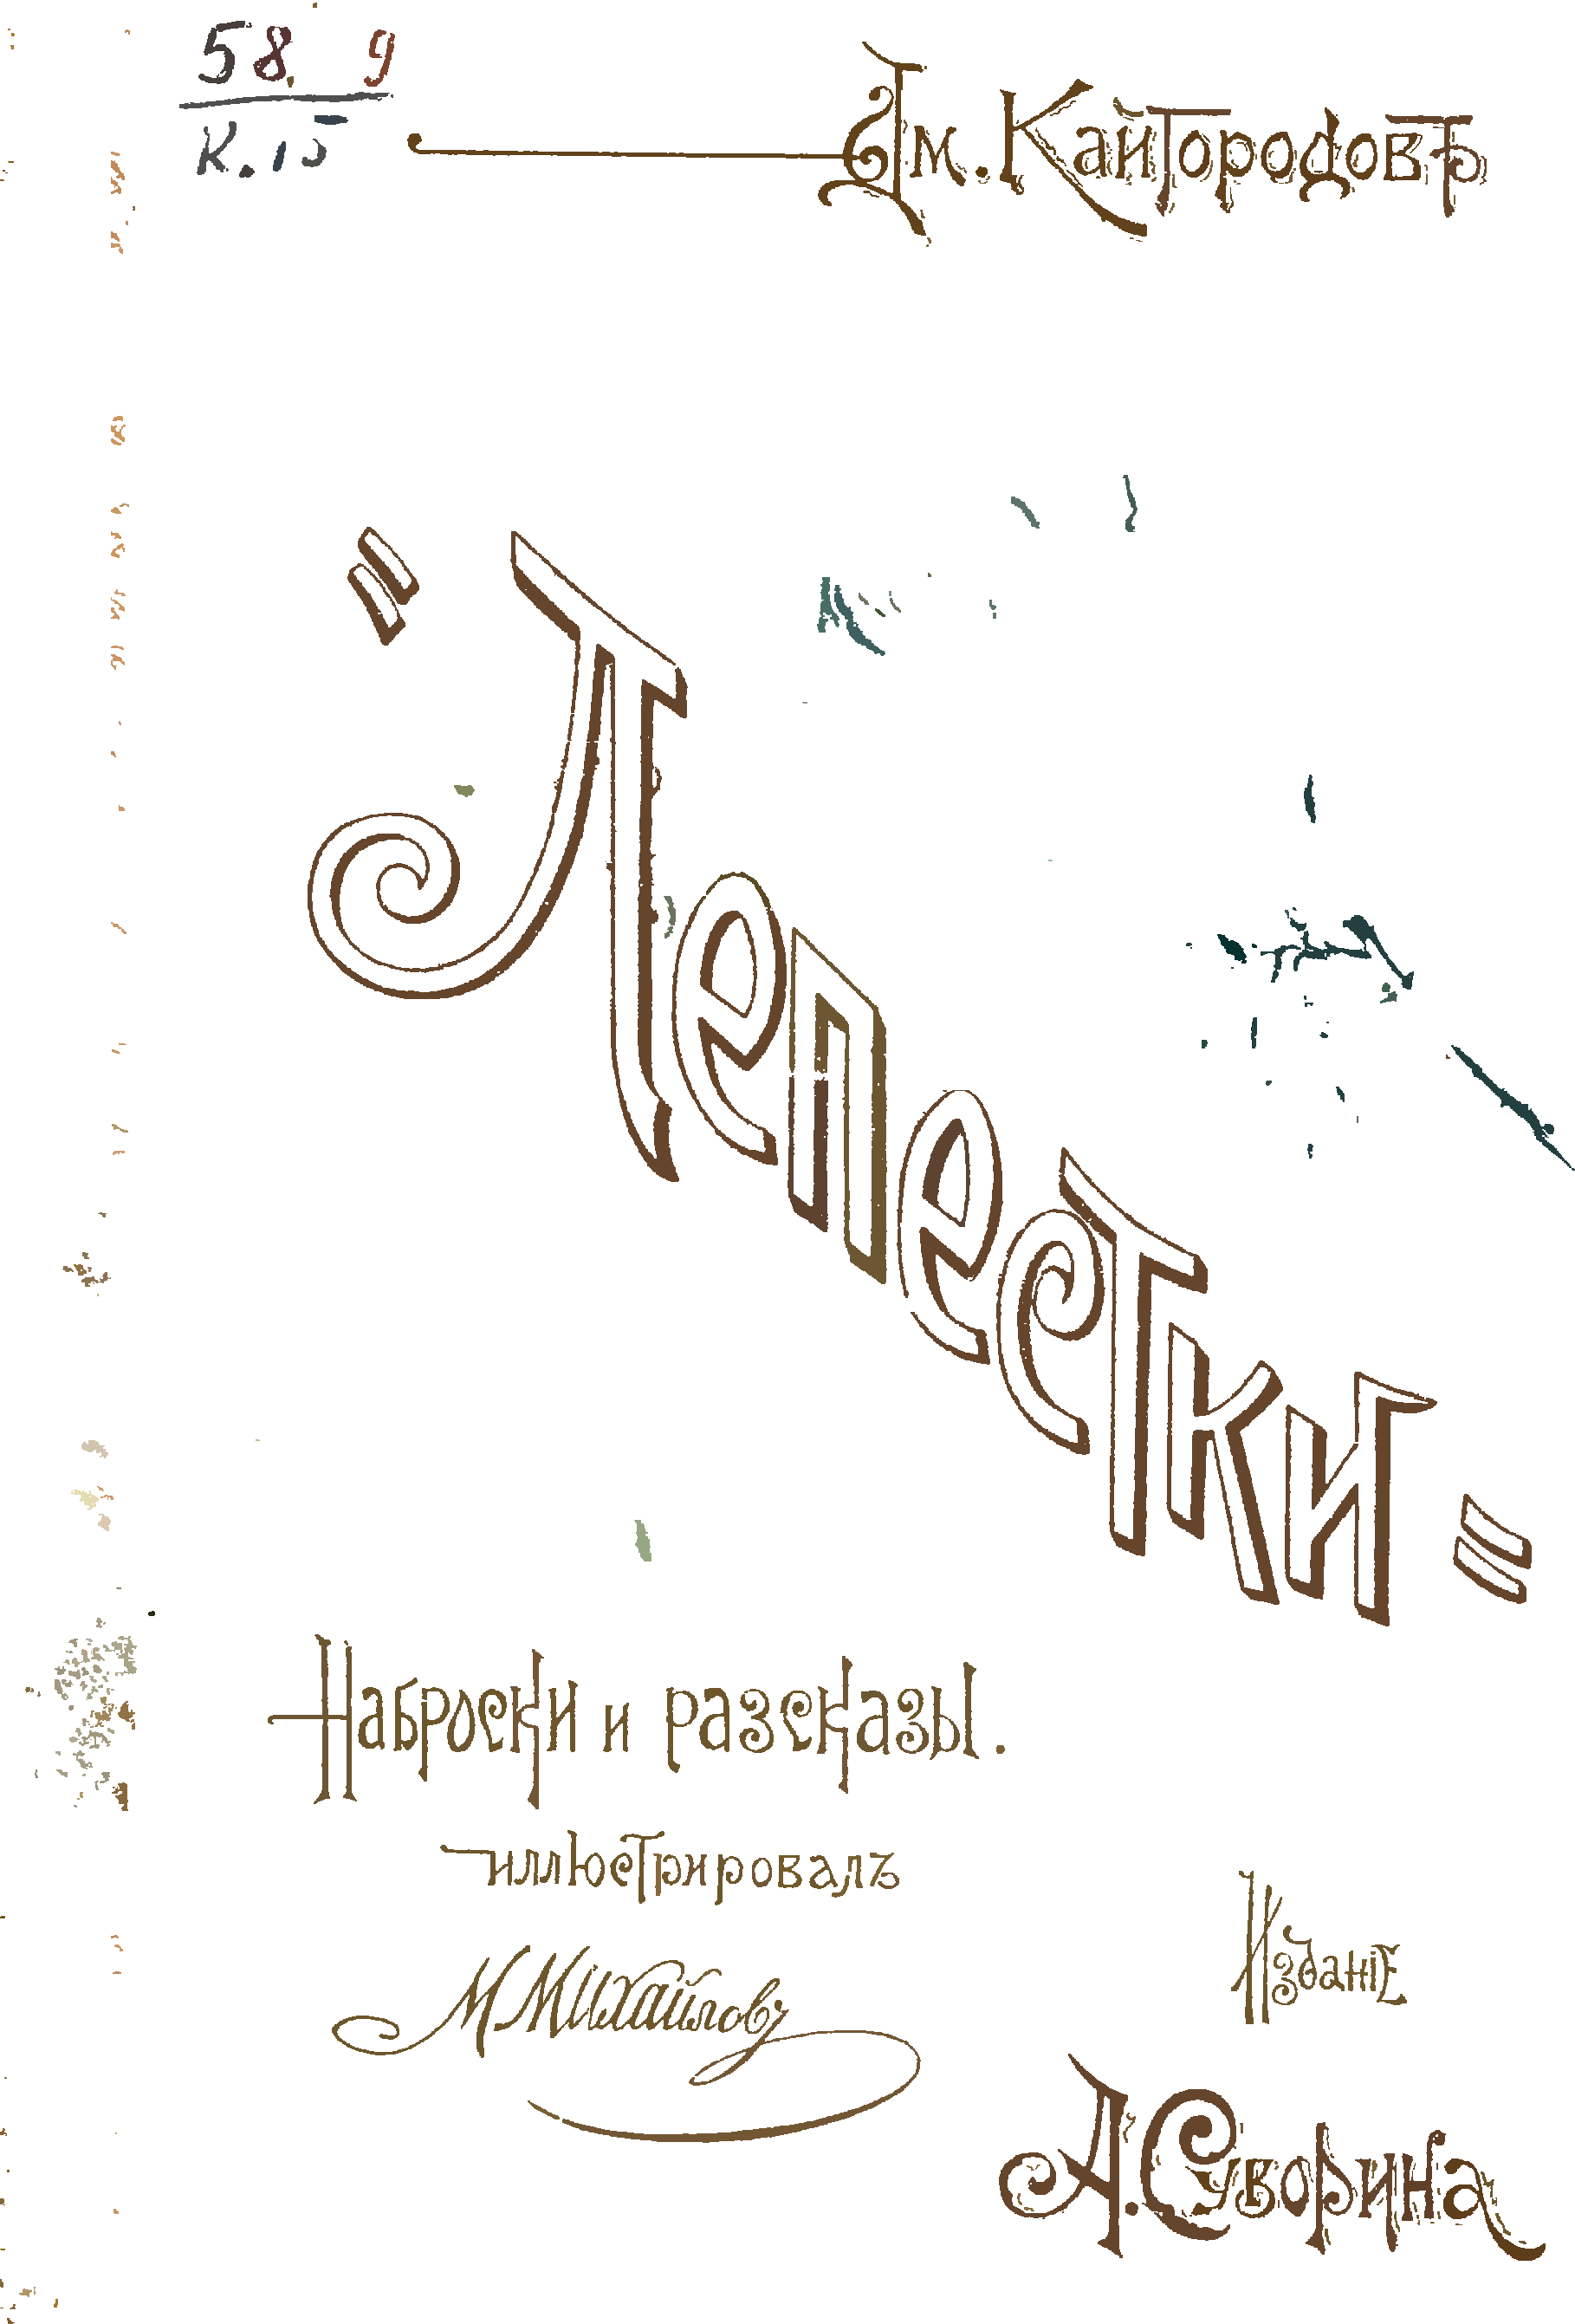 58. 9
К. 15
Дм. Кайгородовъ
"Лепестки"
Наброски и разсказы.
иллюстрировалъ
М. Михайловъ
Изданіе
А. Суворина